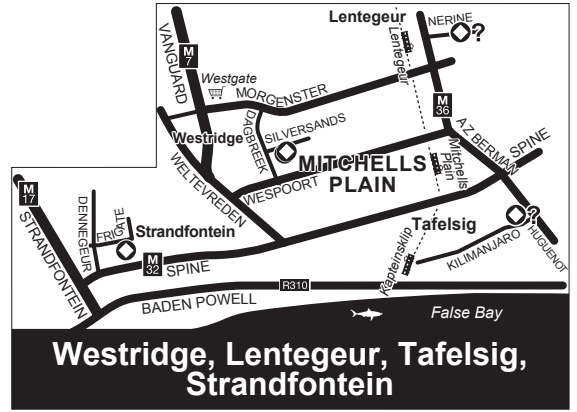 Lentegeur
NERINE
?
M
7
VANGUARD
Lentegeur
Westgate
MORGENSTER
M
36
DAGBREEK
SILVERSANDS
Westridge
AZ BERMAN
SPINE
MITCHELLS
PLAIN
Mitchells
Plain
WELTEVREDEN
WESPOORT
M
17
DENNEGEUR
FRIGATE
Strandfontein
Tafelsig
?
HUGUENOT
KILIMANJARO
Kapteinsklip
STRANDFONTEIN
M
32
SPINE
R310
BADEN POWELL
False Bay
Westridge, Lentegeur, Tafelsig,
Strandfontein